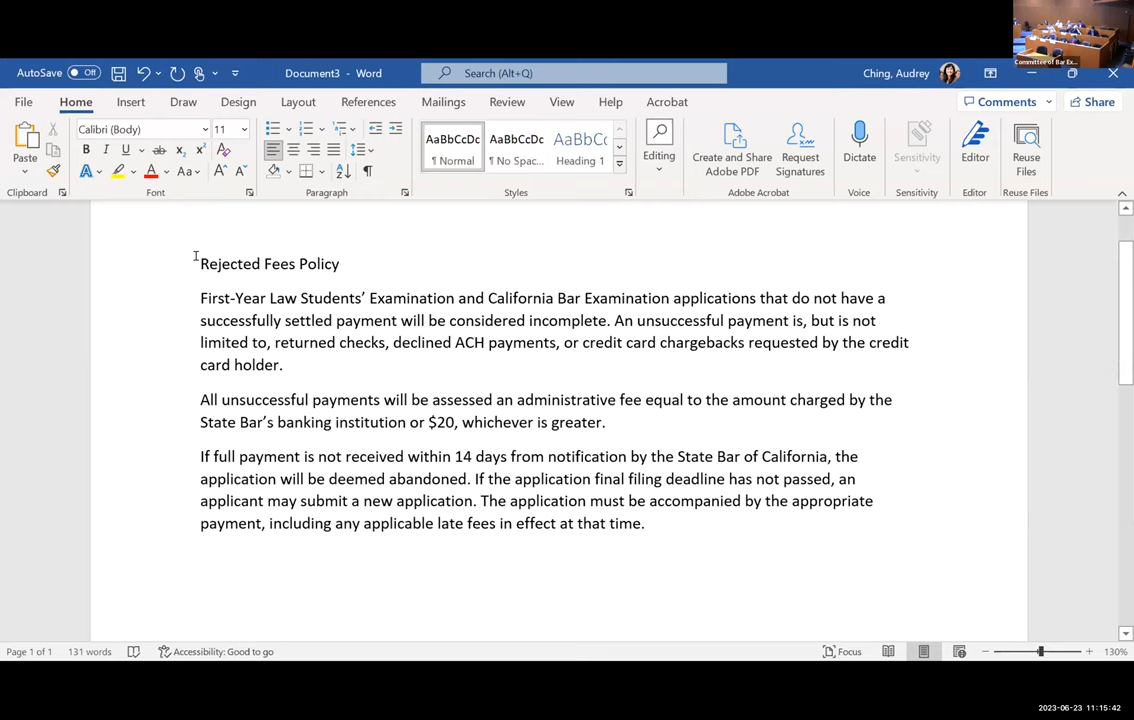 Committee of Bar Ex...
AutoSave Off
Document3 - Word
Search (Alt+Q)
Ching, Audrey
File Home Insert Draw Design Layout References Mailings Review View Help Acrobat
Comments Share
Calibri (Body) 11
AaBbCcDc AaBbCcDc AaBbCc
Paste
B I U ab x₂ x²
A A Aa A A
¶ Normal ¶ No Spac... Heading 1
Editing
Create and Share Adobe PDF
Request Signatures
Dictate
Sensitivity
Editor
Reuse Files
Clipboard Font Paragraph Styles Adobe Acrobat Voice Sensitivity Editor Reuse Files
Rejected Fees Policy
First-Year Law Students’ Examination and California Bar Examination applications that do not have a
successfully settled payment will be considered incomplete. An unsuccessful payment is, but is not
limited to, returned checks, declined ACH payments, or credit card chargebacks requested by the credit
card holder.
All unsuccessful payments will be assessed an administrative fee equal to the amount charged by the
State Bar’s banking institution or $20, whichever is greater.
If full payment is not received within 14 days from notification by the State Bar of California, the
application will be deemed abandoned. If the application final filing deadline has not passed, an
applicant may submit a new application. The application must be accompanied by the appropriate
payment, including any applicable late fees in effect at that time.
Page 1 of 1 131 words Accessibility: Good to go
Focus 130%
2023-06-23 11:15:42